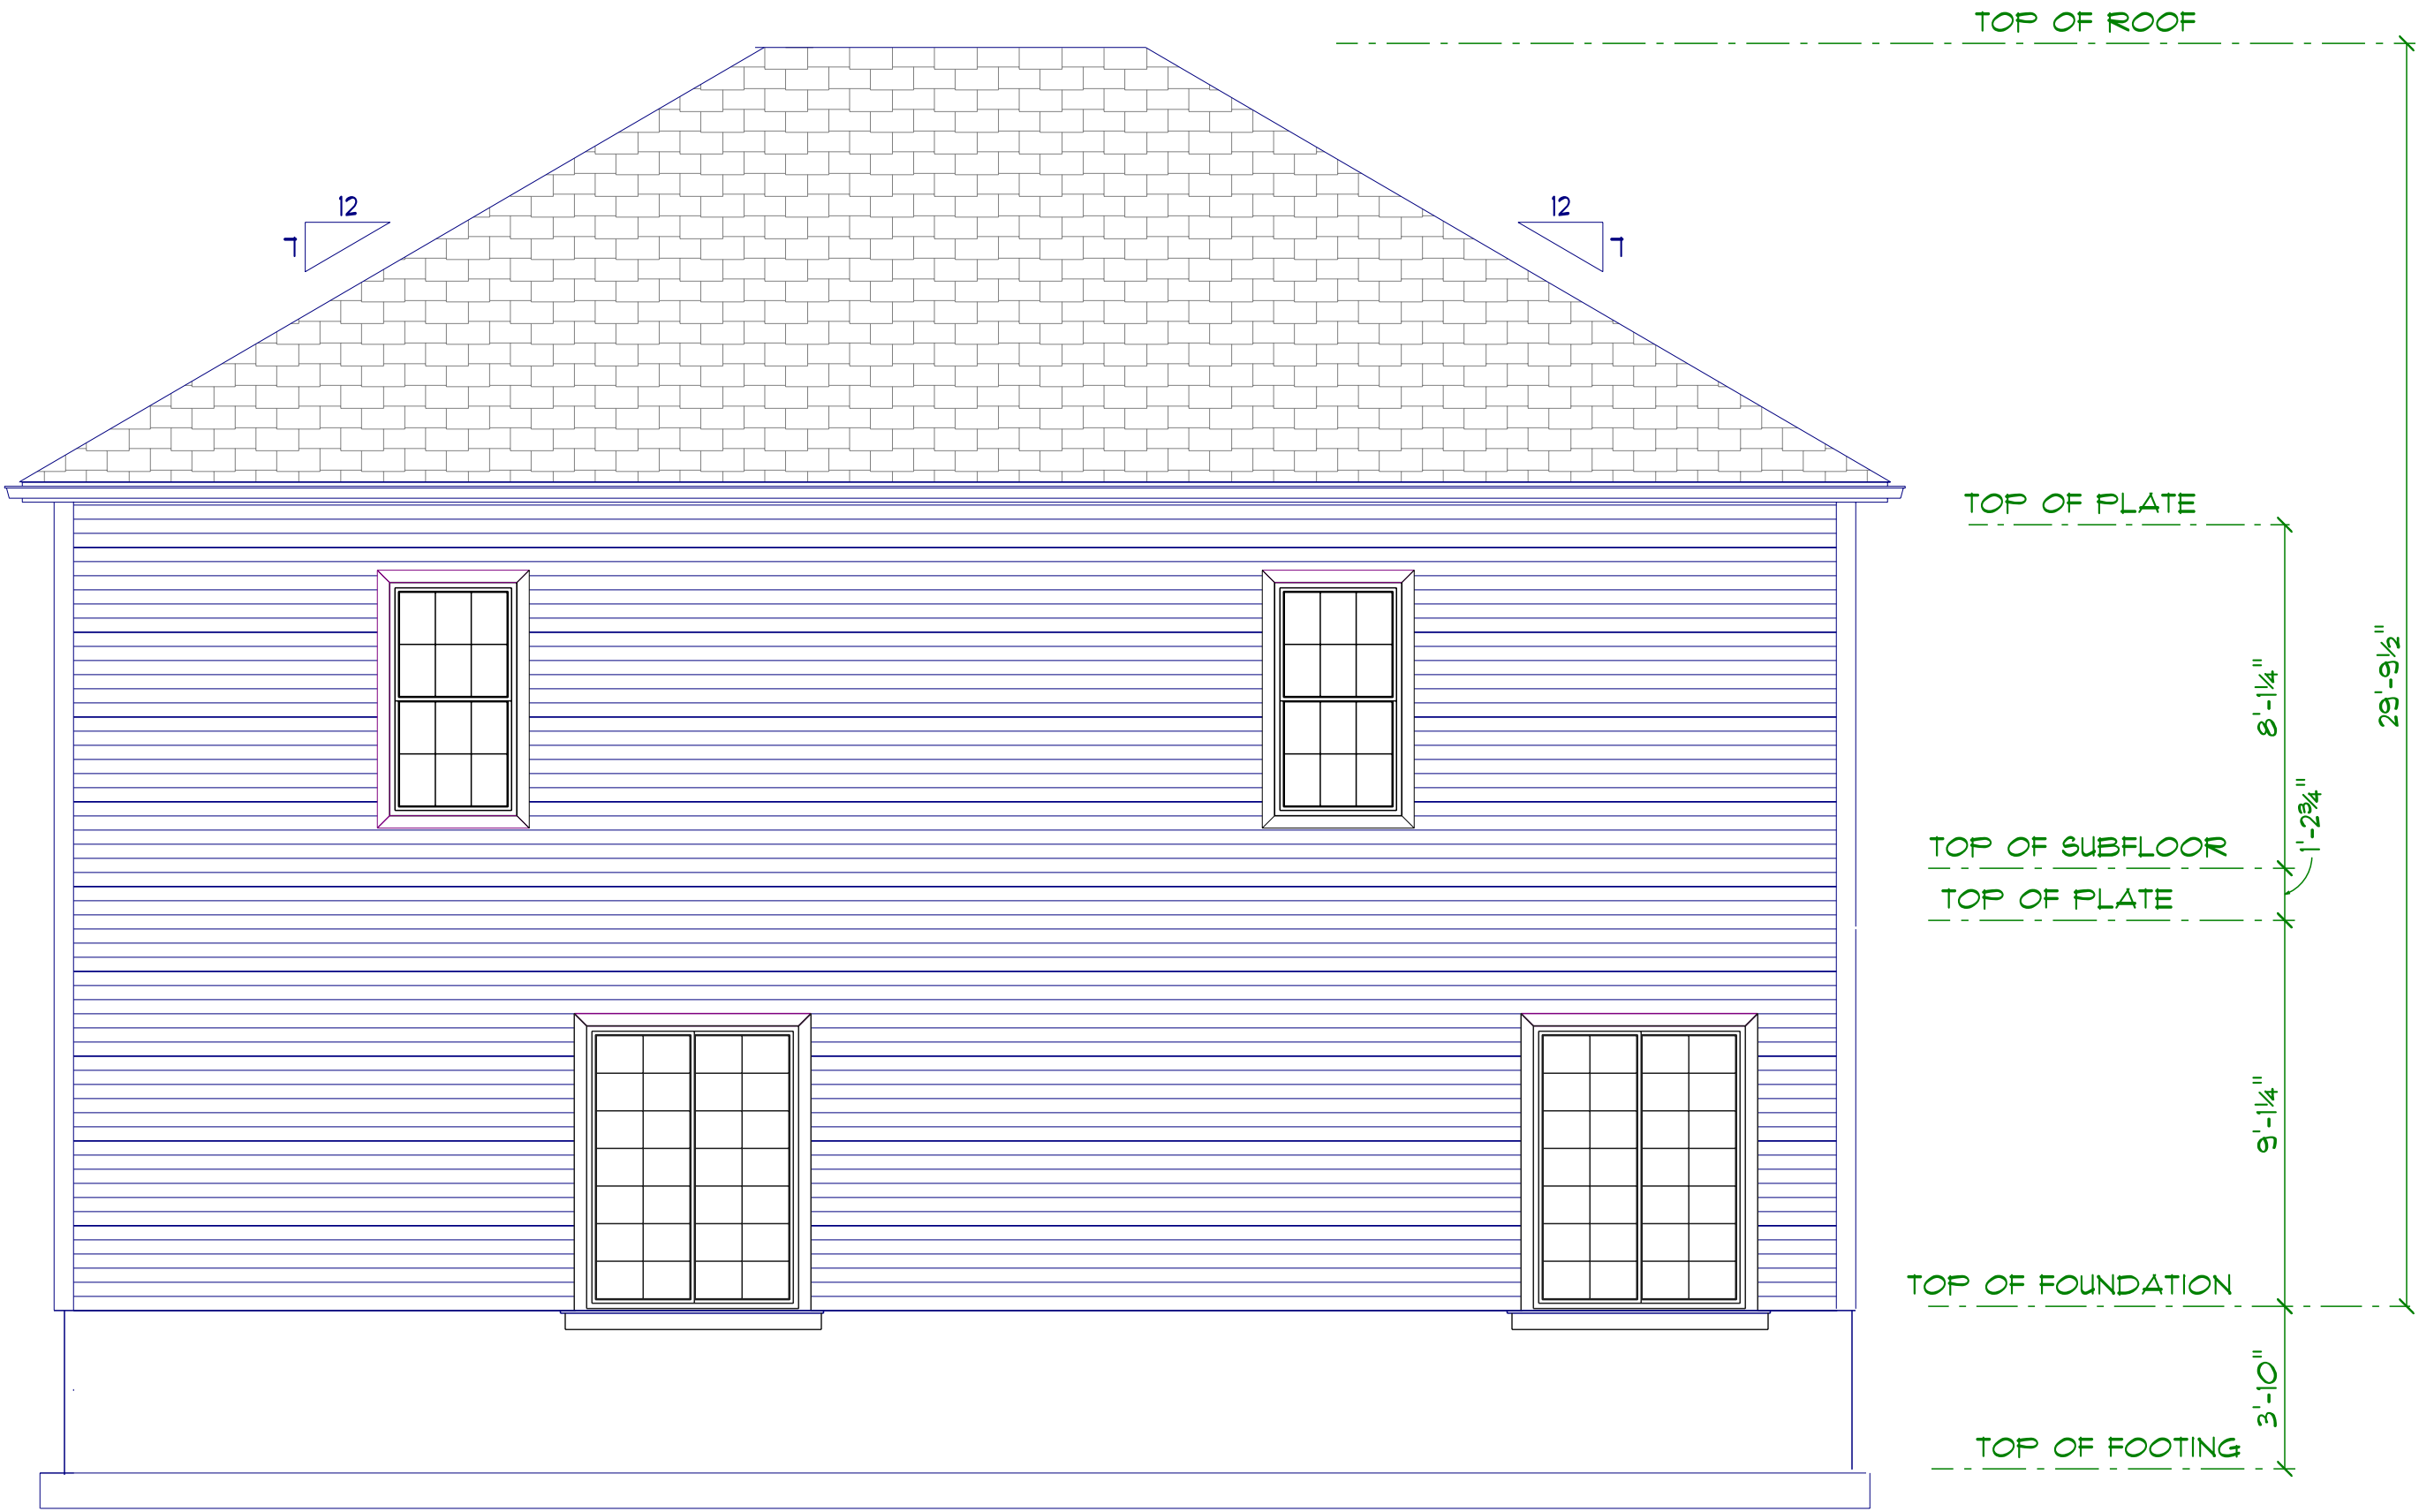 TOP OF ROOF
12
7
12
7
TOP OF PLATE
8'-1¼"
29'-9½"
1'-2¾"
TOP OF SUBFLOOR
TOP OF PLATE
9'-1¼"
TOP OF FOUNDATION
3'-10"
TOP OF FOOTING